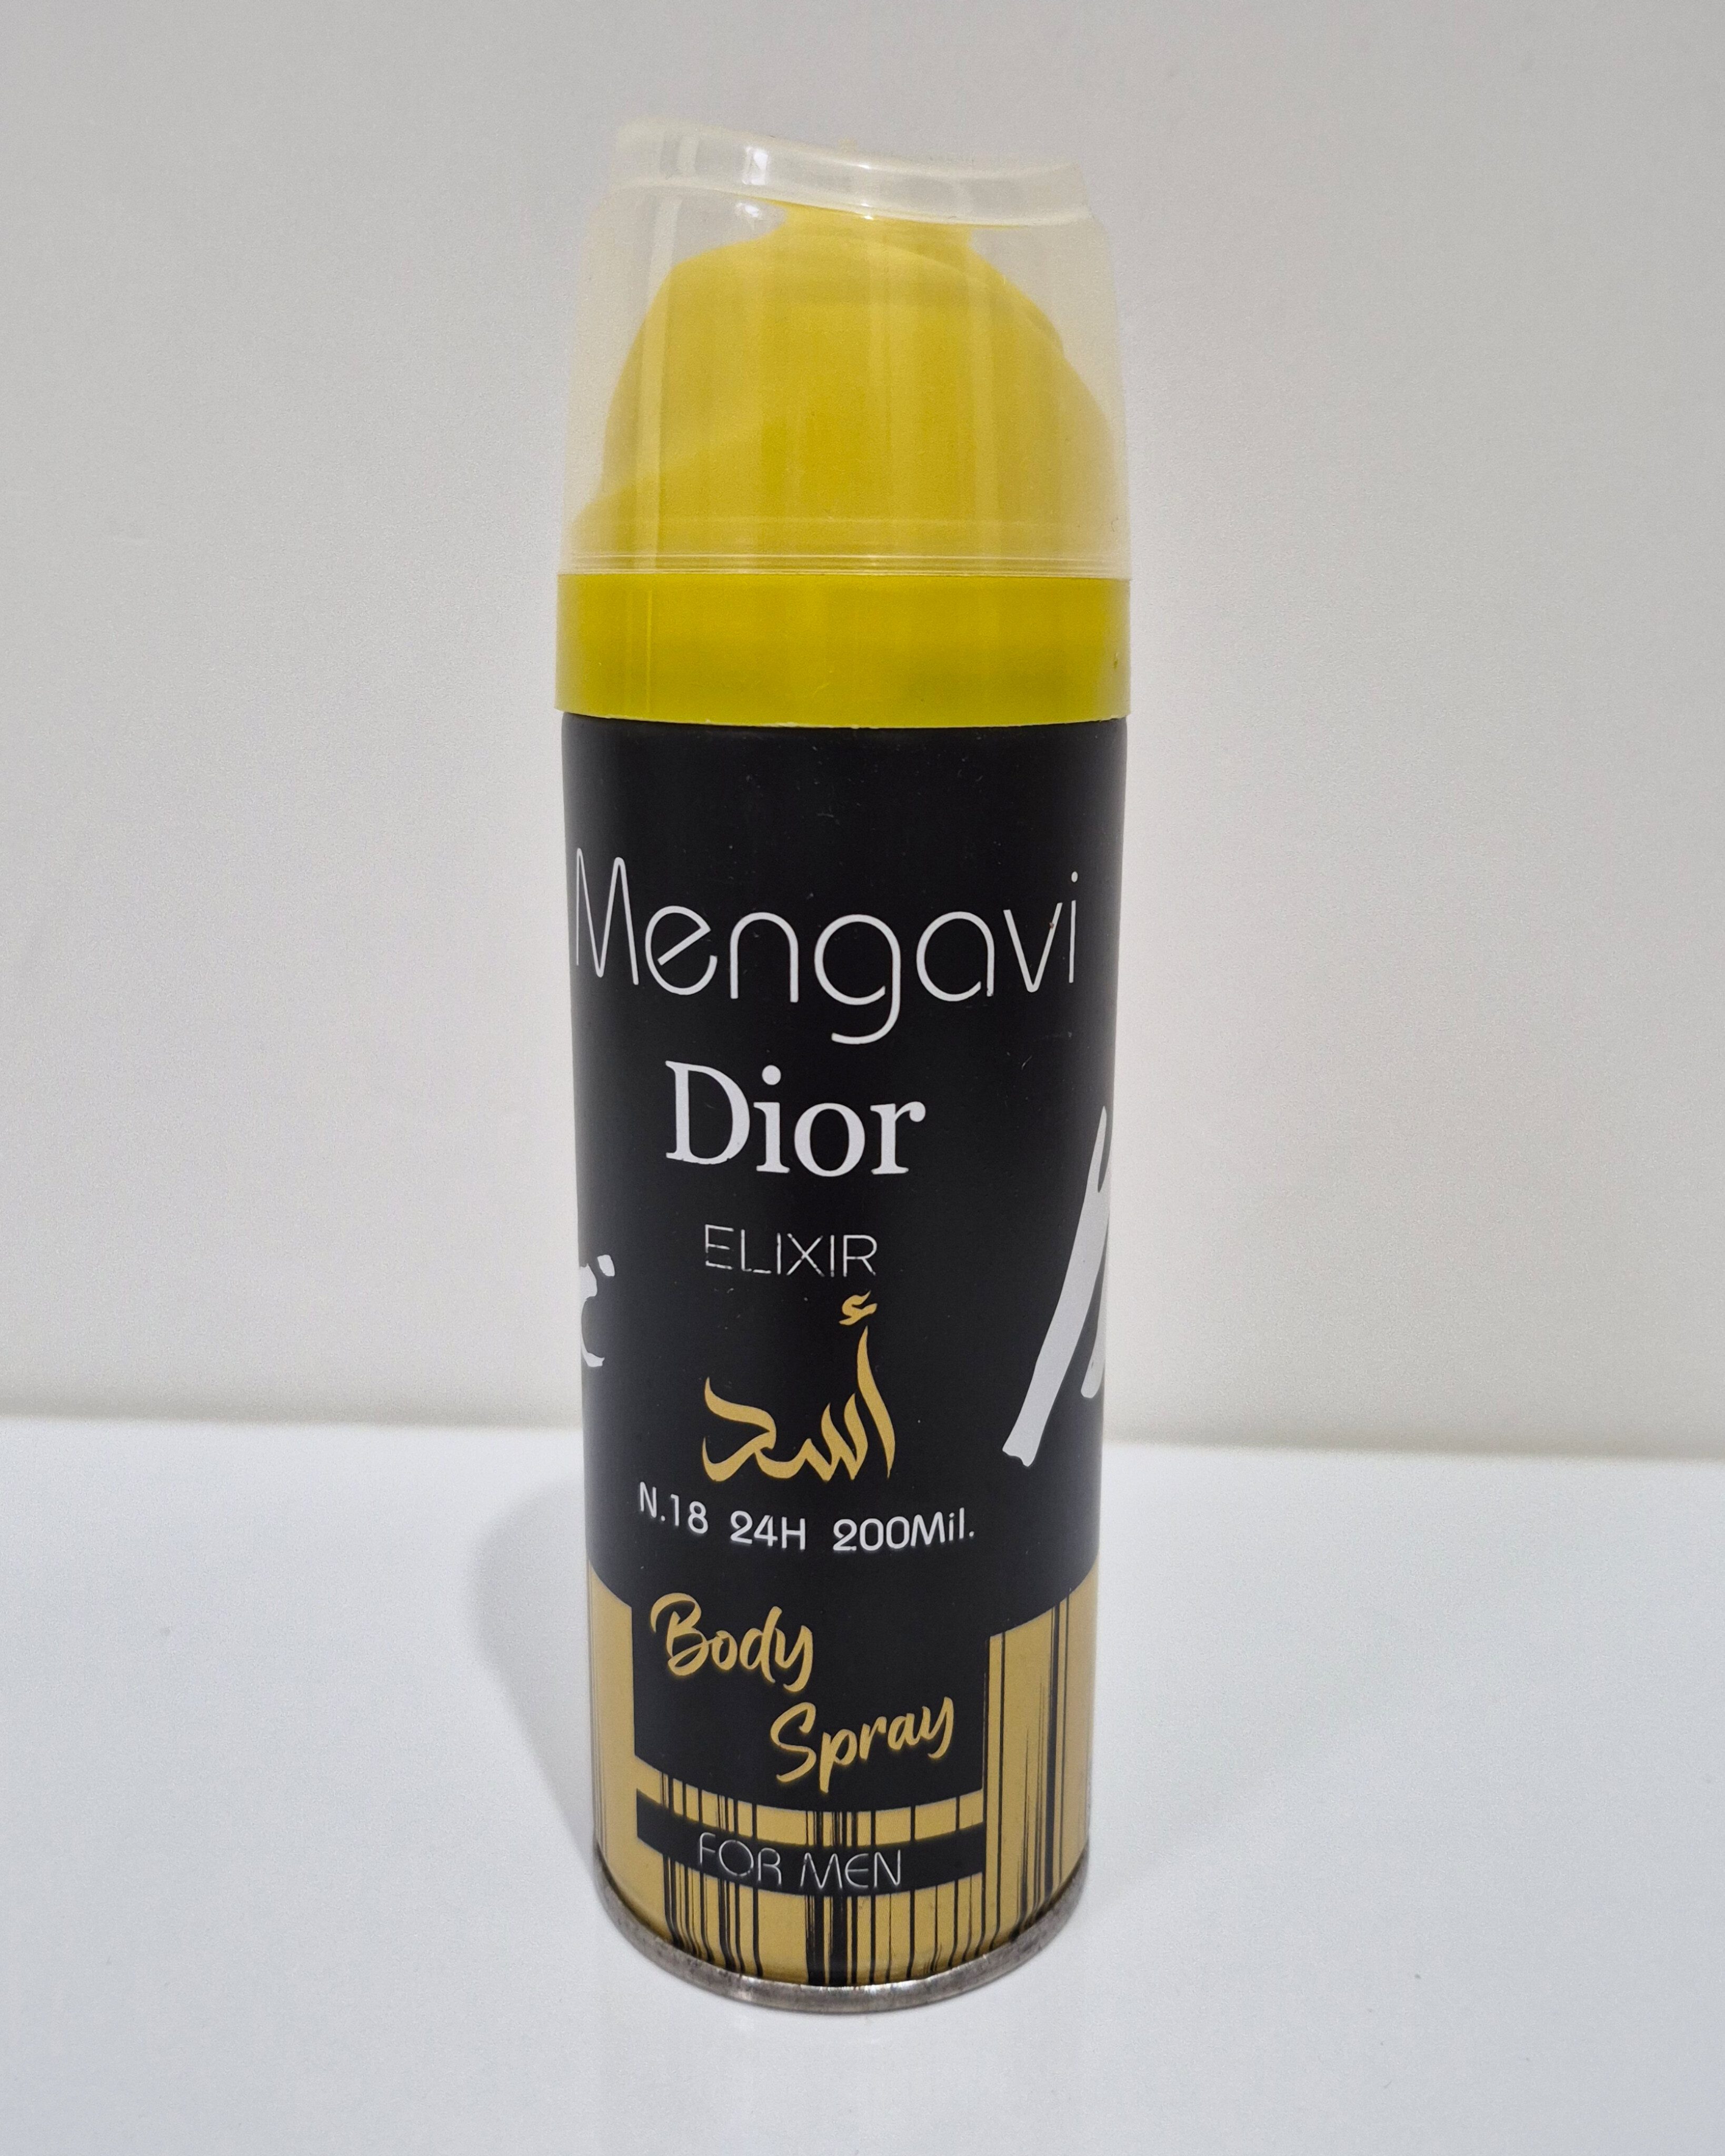 Mengavi
Dior
ELIXIR
أسد
N.18 24H 200Mil.
Body
Spray
FOR MEN